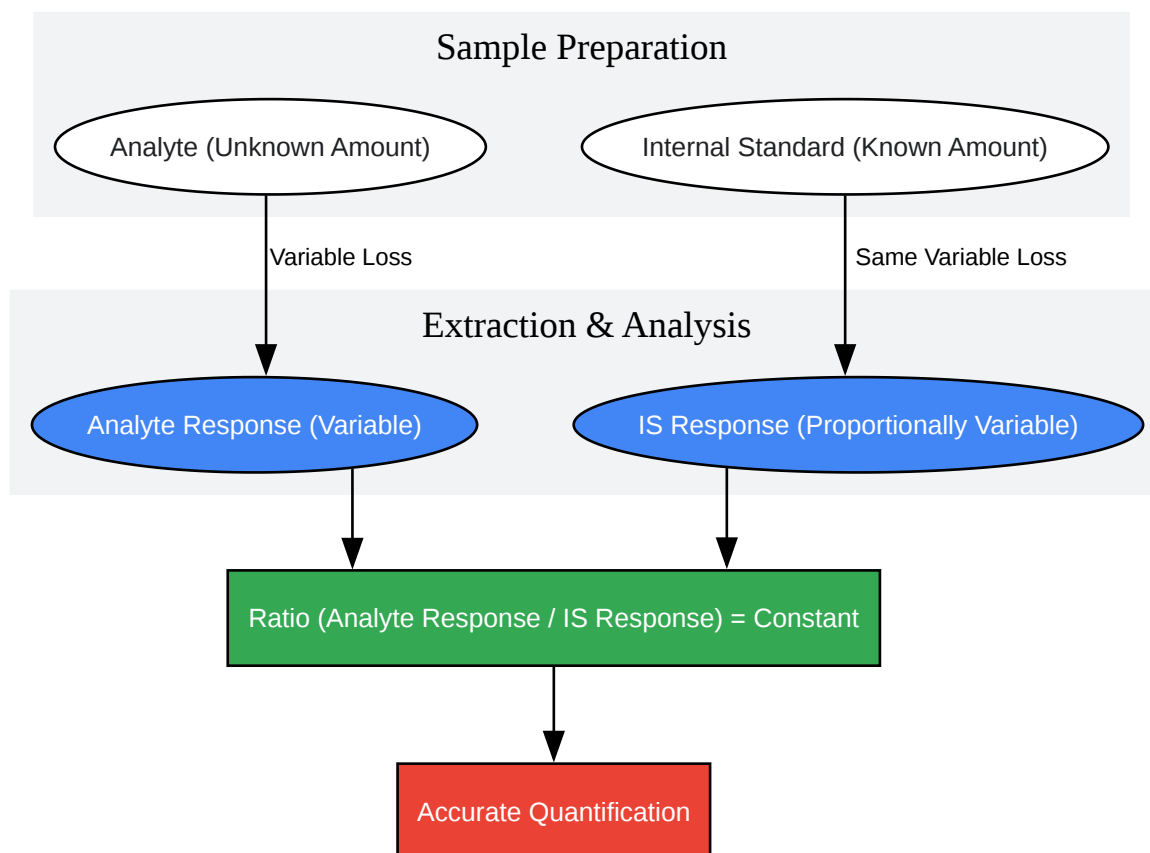 Sample Preparation
Analyte (Unknown Amount)
Internal Standard (Known Amount)
Variable Loss
Same Variable Loss
Extraction & Analysis
Analyte Response (Variable)
IS Response (Proportionally Variable)
Ratio (Analyte Response / IS Response) = Constant
Accurate Quantification